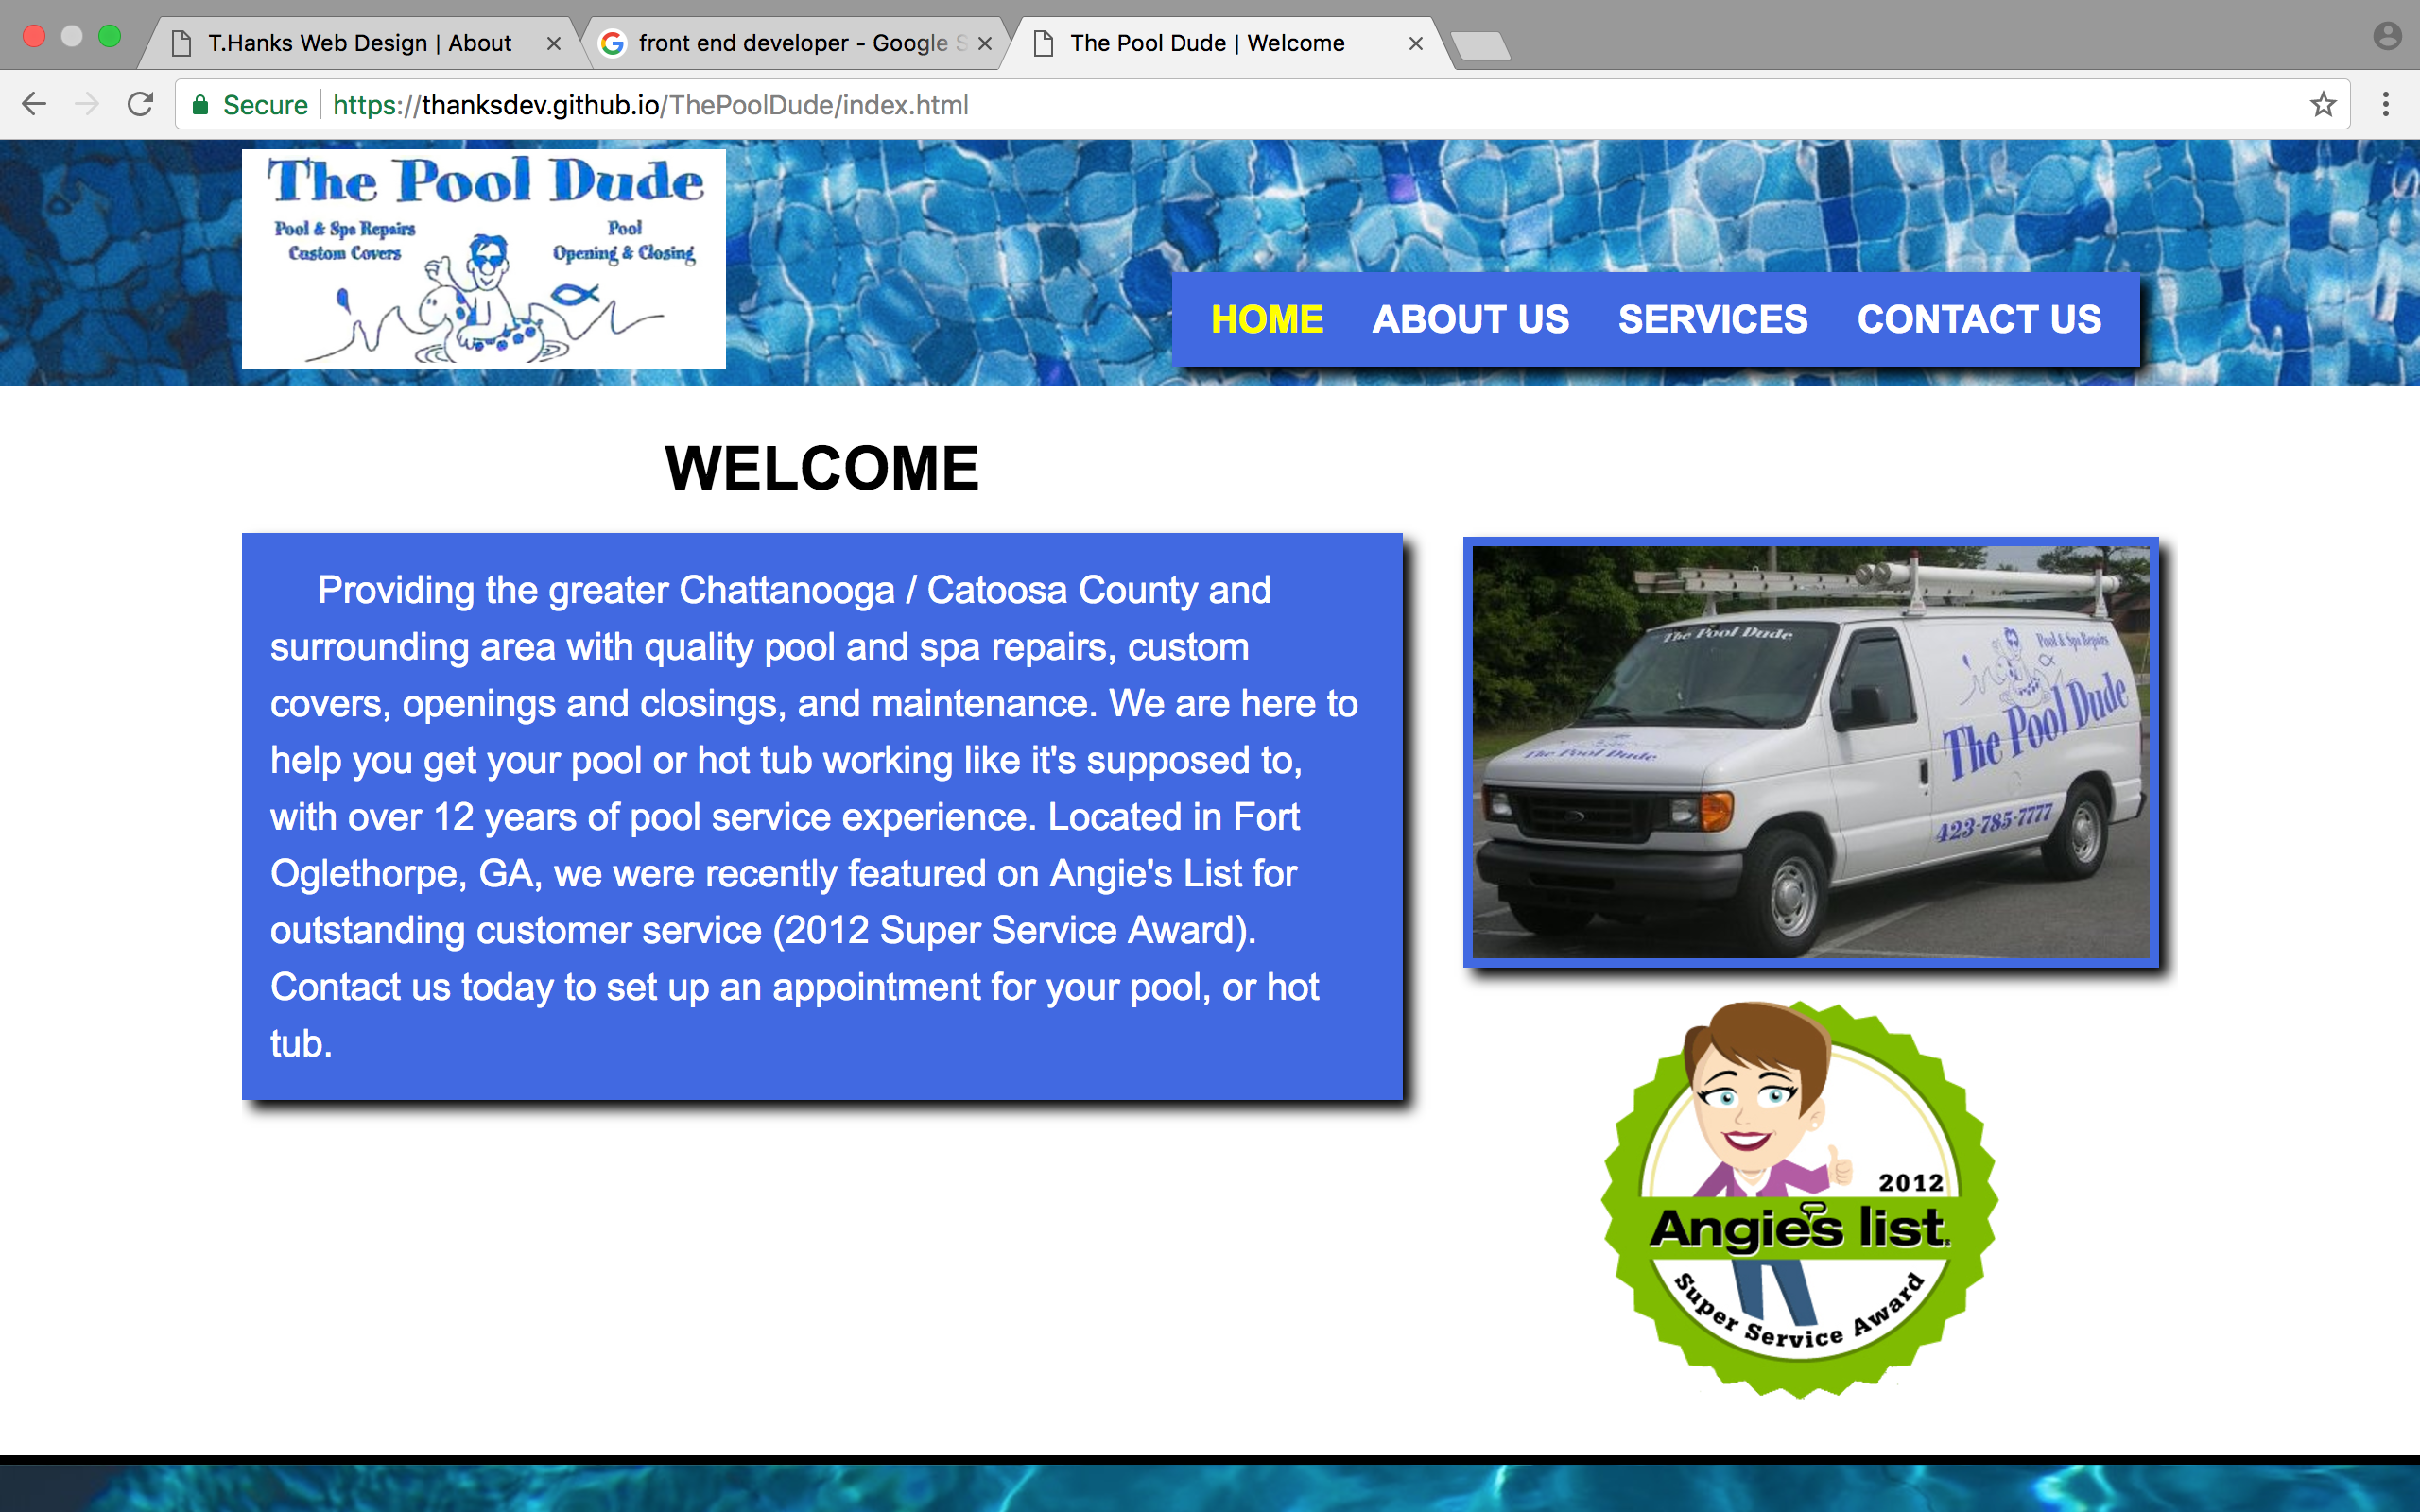 T.Hanks Web Design | About
front end developer - Google S
The Pool Dude | Welcome
Secure
https://thanksdev.github.io/ThePoolDude/index.html
The Pool Dude
Pool & Spa Repairs
Custom Covers
Pool
Opening & Closing
HOME
ABOUT US
SERVICES
CONTACT US
WELCOME
Providing the greater Chattanooga / Catoosa County and
surrounding area with quality pool and spa repairs, custom
covers, openings and closings, and maintenance. We are here to
help you get your pool or hot tub working like it's supposed to,
with over 12 years of pool service experience. Located in Fort
Oglethorpe, GA, we were recently featured on Angie's List for
outstanding customer service (2012 Super Service Award).
Contact us today to set up an appointment for your pool, or hot
tub.
The Pool Dude
Pool & Spa Repairs
The Pool Dude
The Pool Dude
423-785-7777
2012
Angie's list
Super Service Award